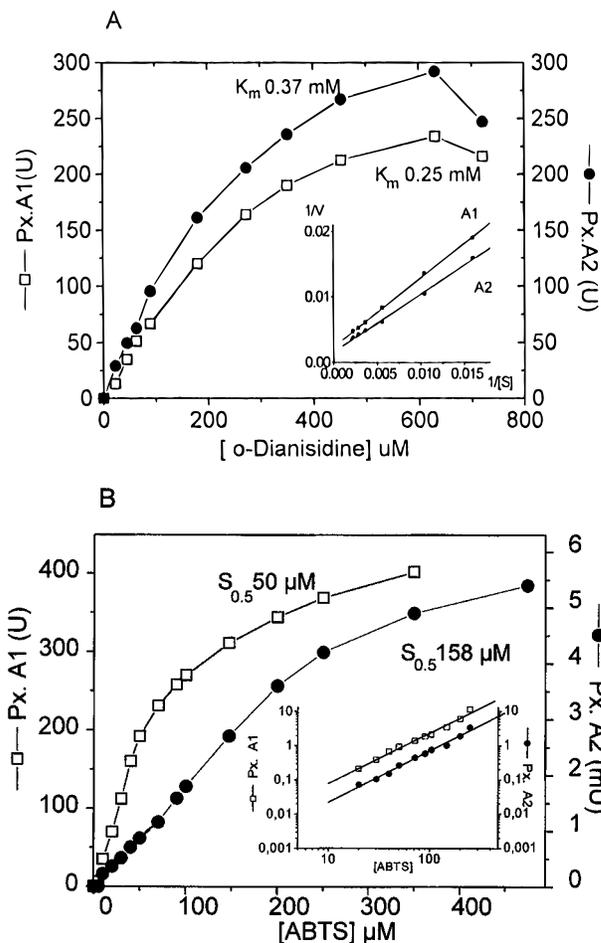 A
300
250
200
150
100
50
0
Px.A1(U)
Km 0.37 mM
Km 0.25 mM
300
250
200
150
100
50
0
Px.A2 (U)
1/V
0.02
0.01
0.00
A1
A2
0.000 0.005 0.010 0.015
1/[S]
0 200 400 600 800
[ o-Dianisidine] uM
B
400
300
200
100
0
Px. A1 (U)
S0.5 50 µM
S0.5 158 µM
6
5
4
3
2
1
0
Px. A2 (mU)
10
1
0,1
0,01
0,001
Px. A1
10
1
0,1
0,01
0,001
Px. A2
10 100
[ABTS]
0 100 200 300 400
[ABTS] µM